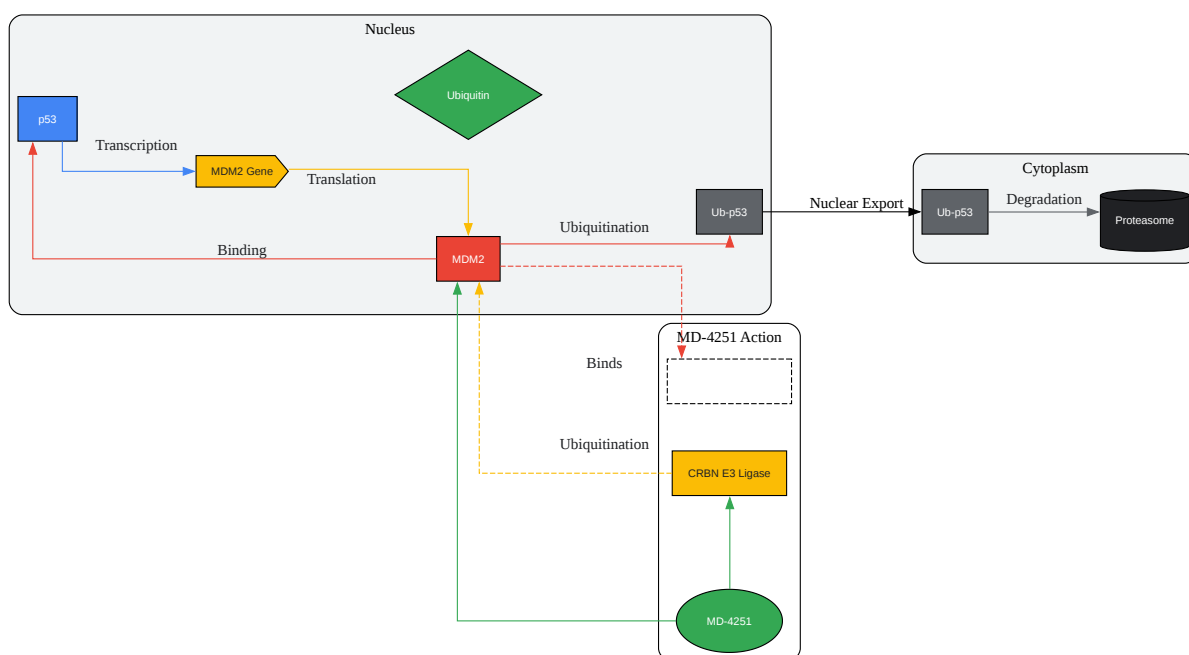 Nucleus
Ubiquitin
p53
Transcription
MDM2 Gene
Translation
Cytoplasm
Ub-p53
Nuclear Export
Ub-p53
Degradation
Proteasome
Ubiquitination
Binding
MDM2
MD-4251 Action
Binds
Ubiquitination
CRBN E3 Ligase
MD-4251